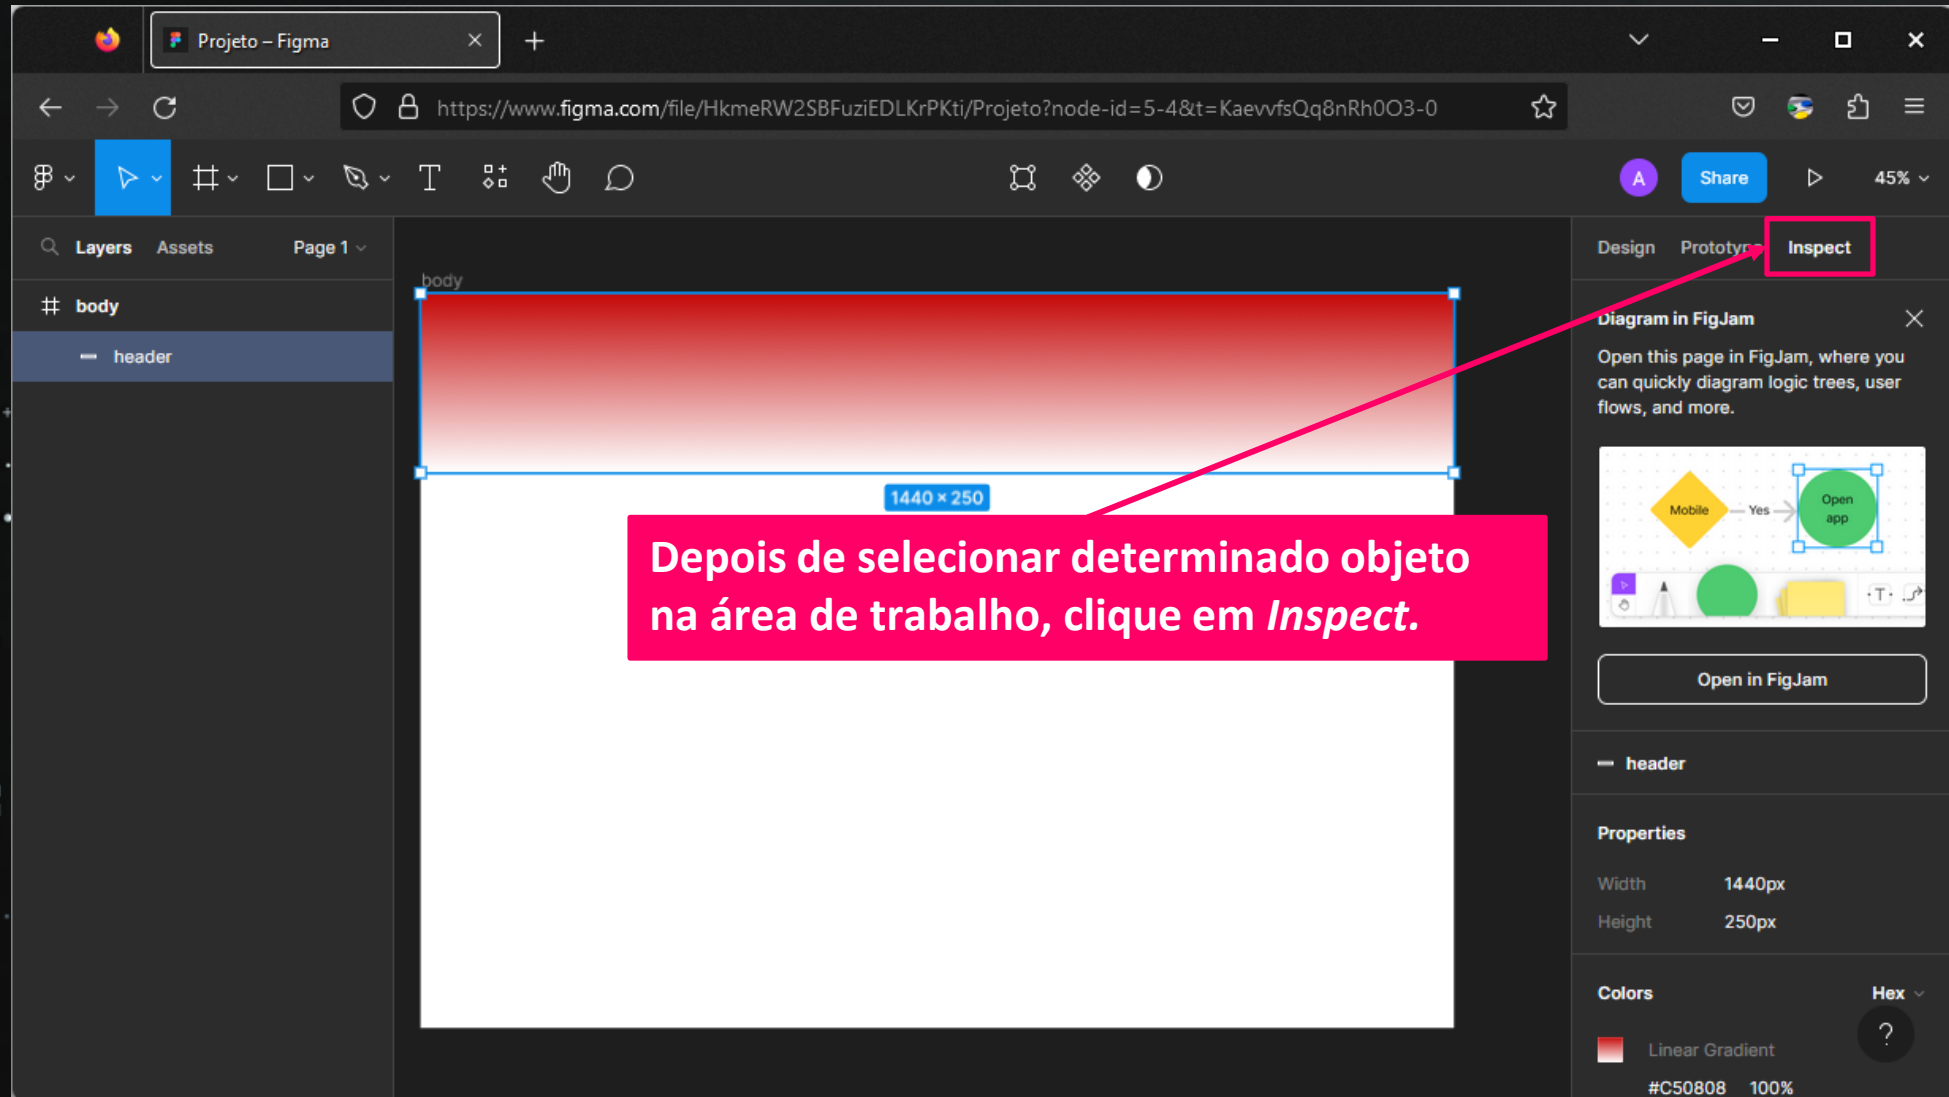 Projeto – Figma
https://www.figma.com/file/HkmeRW2SBFuziEDLKrPKti/Projeto?node-id=5-4&t=KaevvfsQq8nRh0O3-0
A
Share
45%
Layers Assets Page 1
Design Prototype Inspect
body
body
header
Diagram in FigJam
Open this page in FigJam, where you
can quickly diagram logic trees, user
flows, and more.
Mobile Yes Open
app
T
1440 × 250
Depois de selecionar determinado objeto
na área de trabalho, clique em Inspect.
Open in FigJam
header
Properties
Width 1440px
Height 250px
Colors Hex
?
Linear Gradient
#C50808 100%